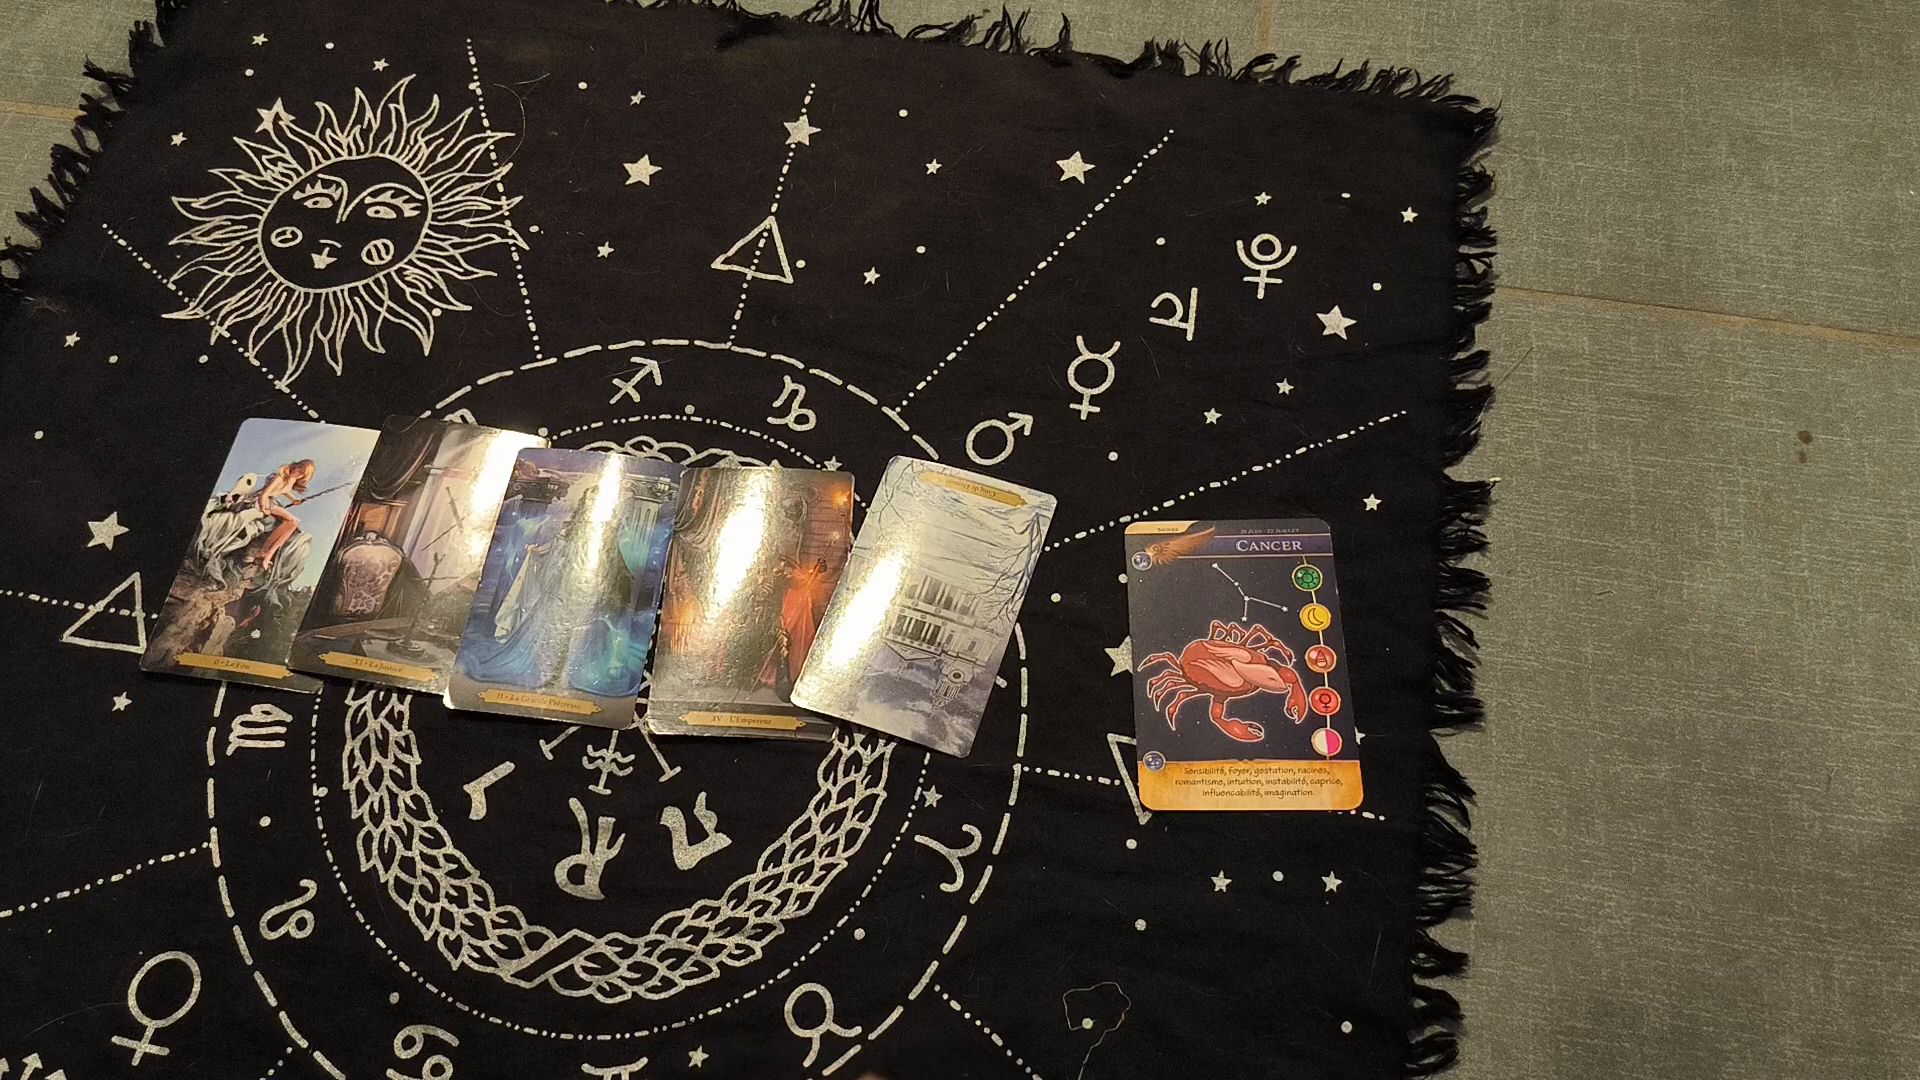 0 • Le Fou
XI • La Justice
II • La Grande Prêtresse
IV • L'Empereur
21 JUIN - 22 JUILLET
CANCER
Sensibilité, foyer, gestation, racines,
romantisme, intuition, instabilité, caprice,
influençabilité, imagination.